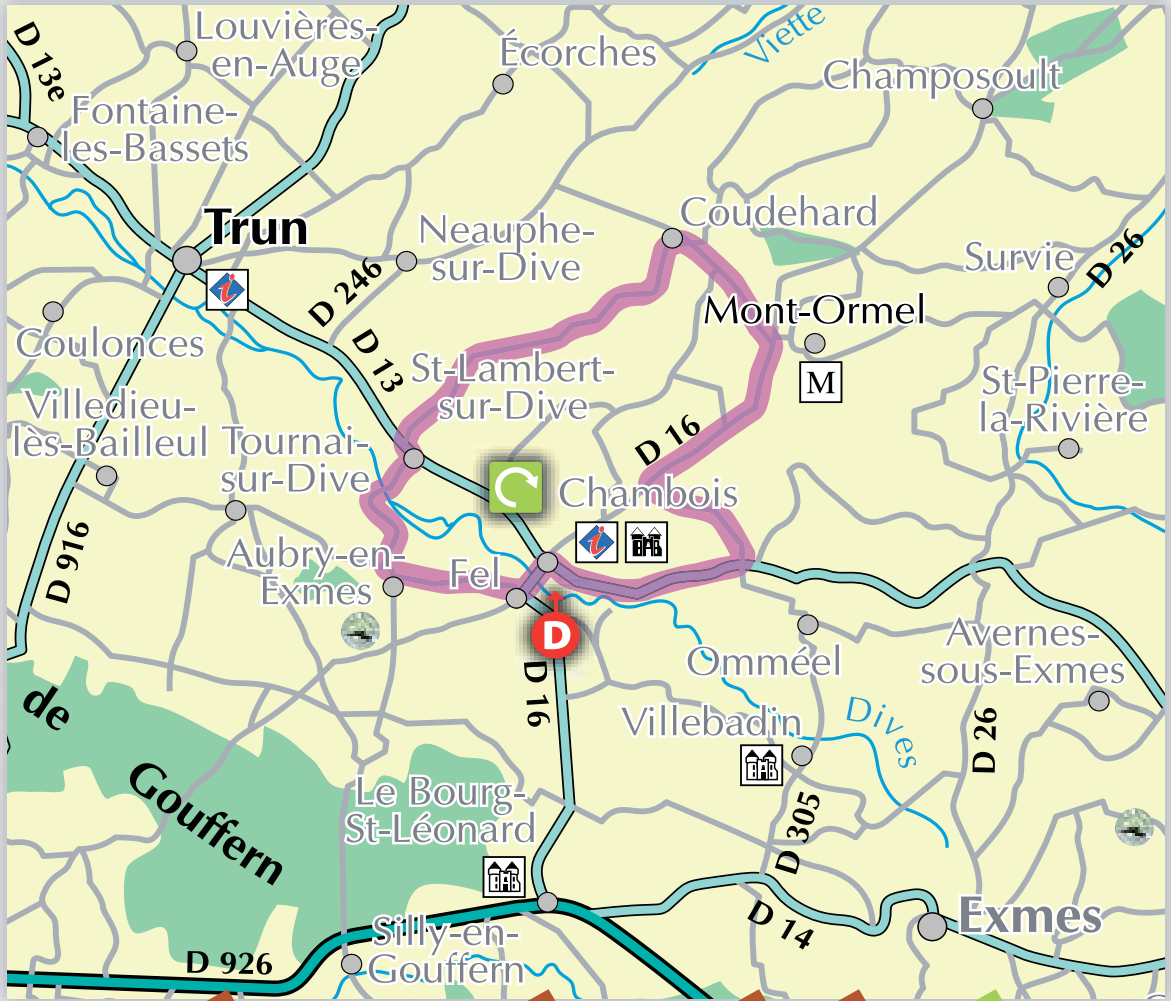 D 13e
Louvières-
en-Auge
Écorches
Viette
Champosoult
Fontaine-
les-Bassets
Trun
i
Neauphe-
sur-Dive
Coudehard
Survie
D 26
D 246
Mont-Ormel
M
Coulonces
D 13
St-Lambert-
sur-Dive
St-Pierre-
la-Rivière
Villedieu-
lès-Bailleul
Tournai-
sur-Dive
D 16
Chambois
i
D 916
Aubry-en-
Exmes
Fel
D
D 16
Omméel
Avernes-
sous-Exmes
de
Gouffern
Villebadin
Dives
D 26
Le Bourg-
St-Léonard
D 305
D 14
Exmes
Silly-en-
Gouffern
D 926